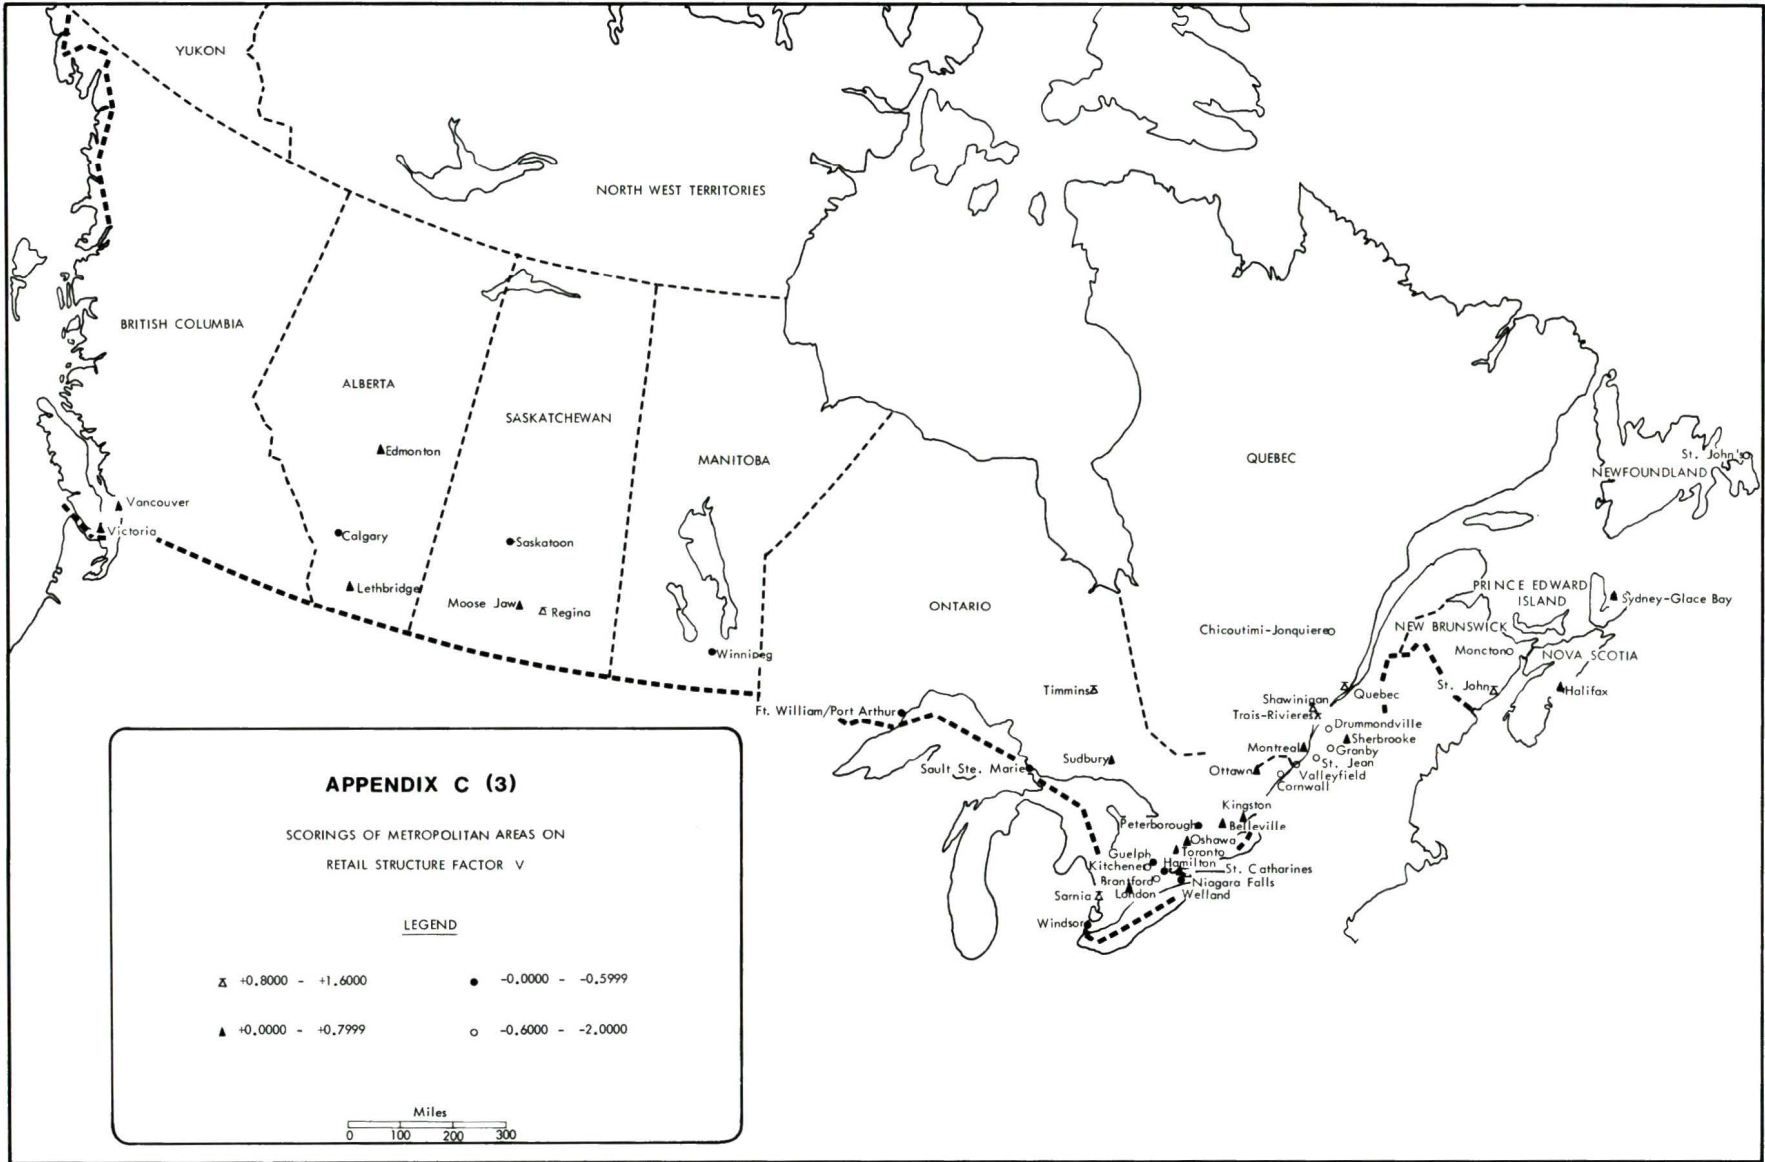 YUKON
NORTH WEST TERRITORIES
BRITISH COLUMBIA
ALBERTA
SASKATCHEWAN
MANITOBA
QUEBEC
ONTARIO
NEWFOUNDLAND
St. John's
PRINCE EDWARD
ISLAND
NEW BRUNSWICK
NOVA SCOTIA
Edmonton
Vancouver
Victoria
Calgary
Saskatoon
Lethbridge
Moose Jaw
Regina
Winnipeg
Chicoutimi-Jonquiere
Sydney-Glace Bay
Moncton
Timmins
Quebec
St. John
Halifax
Shawinigan
Trois-Rivieres
Ft. William/Port Arthur
Drummondville
Sherbrooke
Montreal
Granby
St. Jean
Sudbury
Sault Ste. Marie
Ottawa
Valleyfield
Cornwall
Kingston
Peterborough
Belleville
Oshawa
Toronto
Guelph
Kitchener
Hamilton
St. Catharines
Brantford
Niagara Falls
Sarnia
London
Welland
Windsor
APPENDIX C (3)
SCORINGS OF METROPOLITAN AREAS ON
RETAIL STRUCTURE FACTOR V
LEGEND
+0.8000 - +1.6000
-0.0000 - -0.5999
+0.0000 - +0.7999
-0.6000 - -2.0000
Miles
0 100 200 300